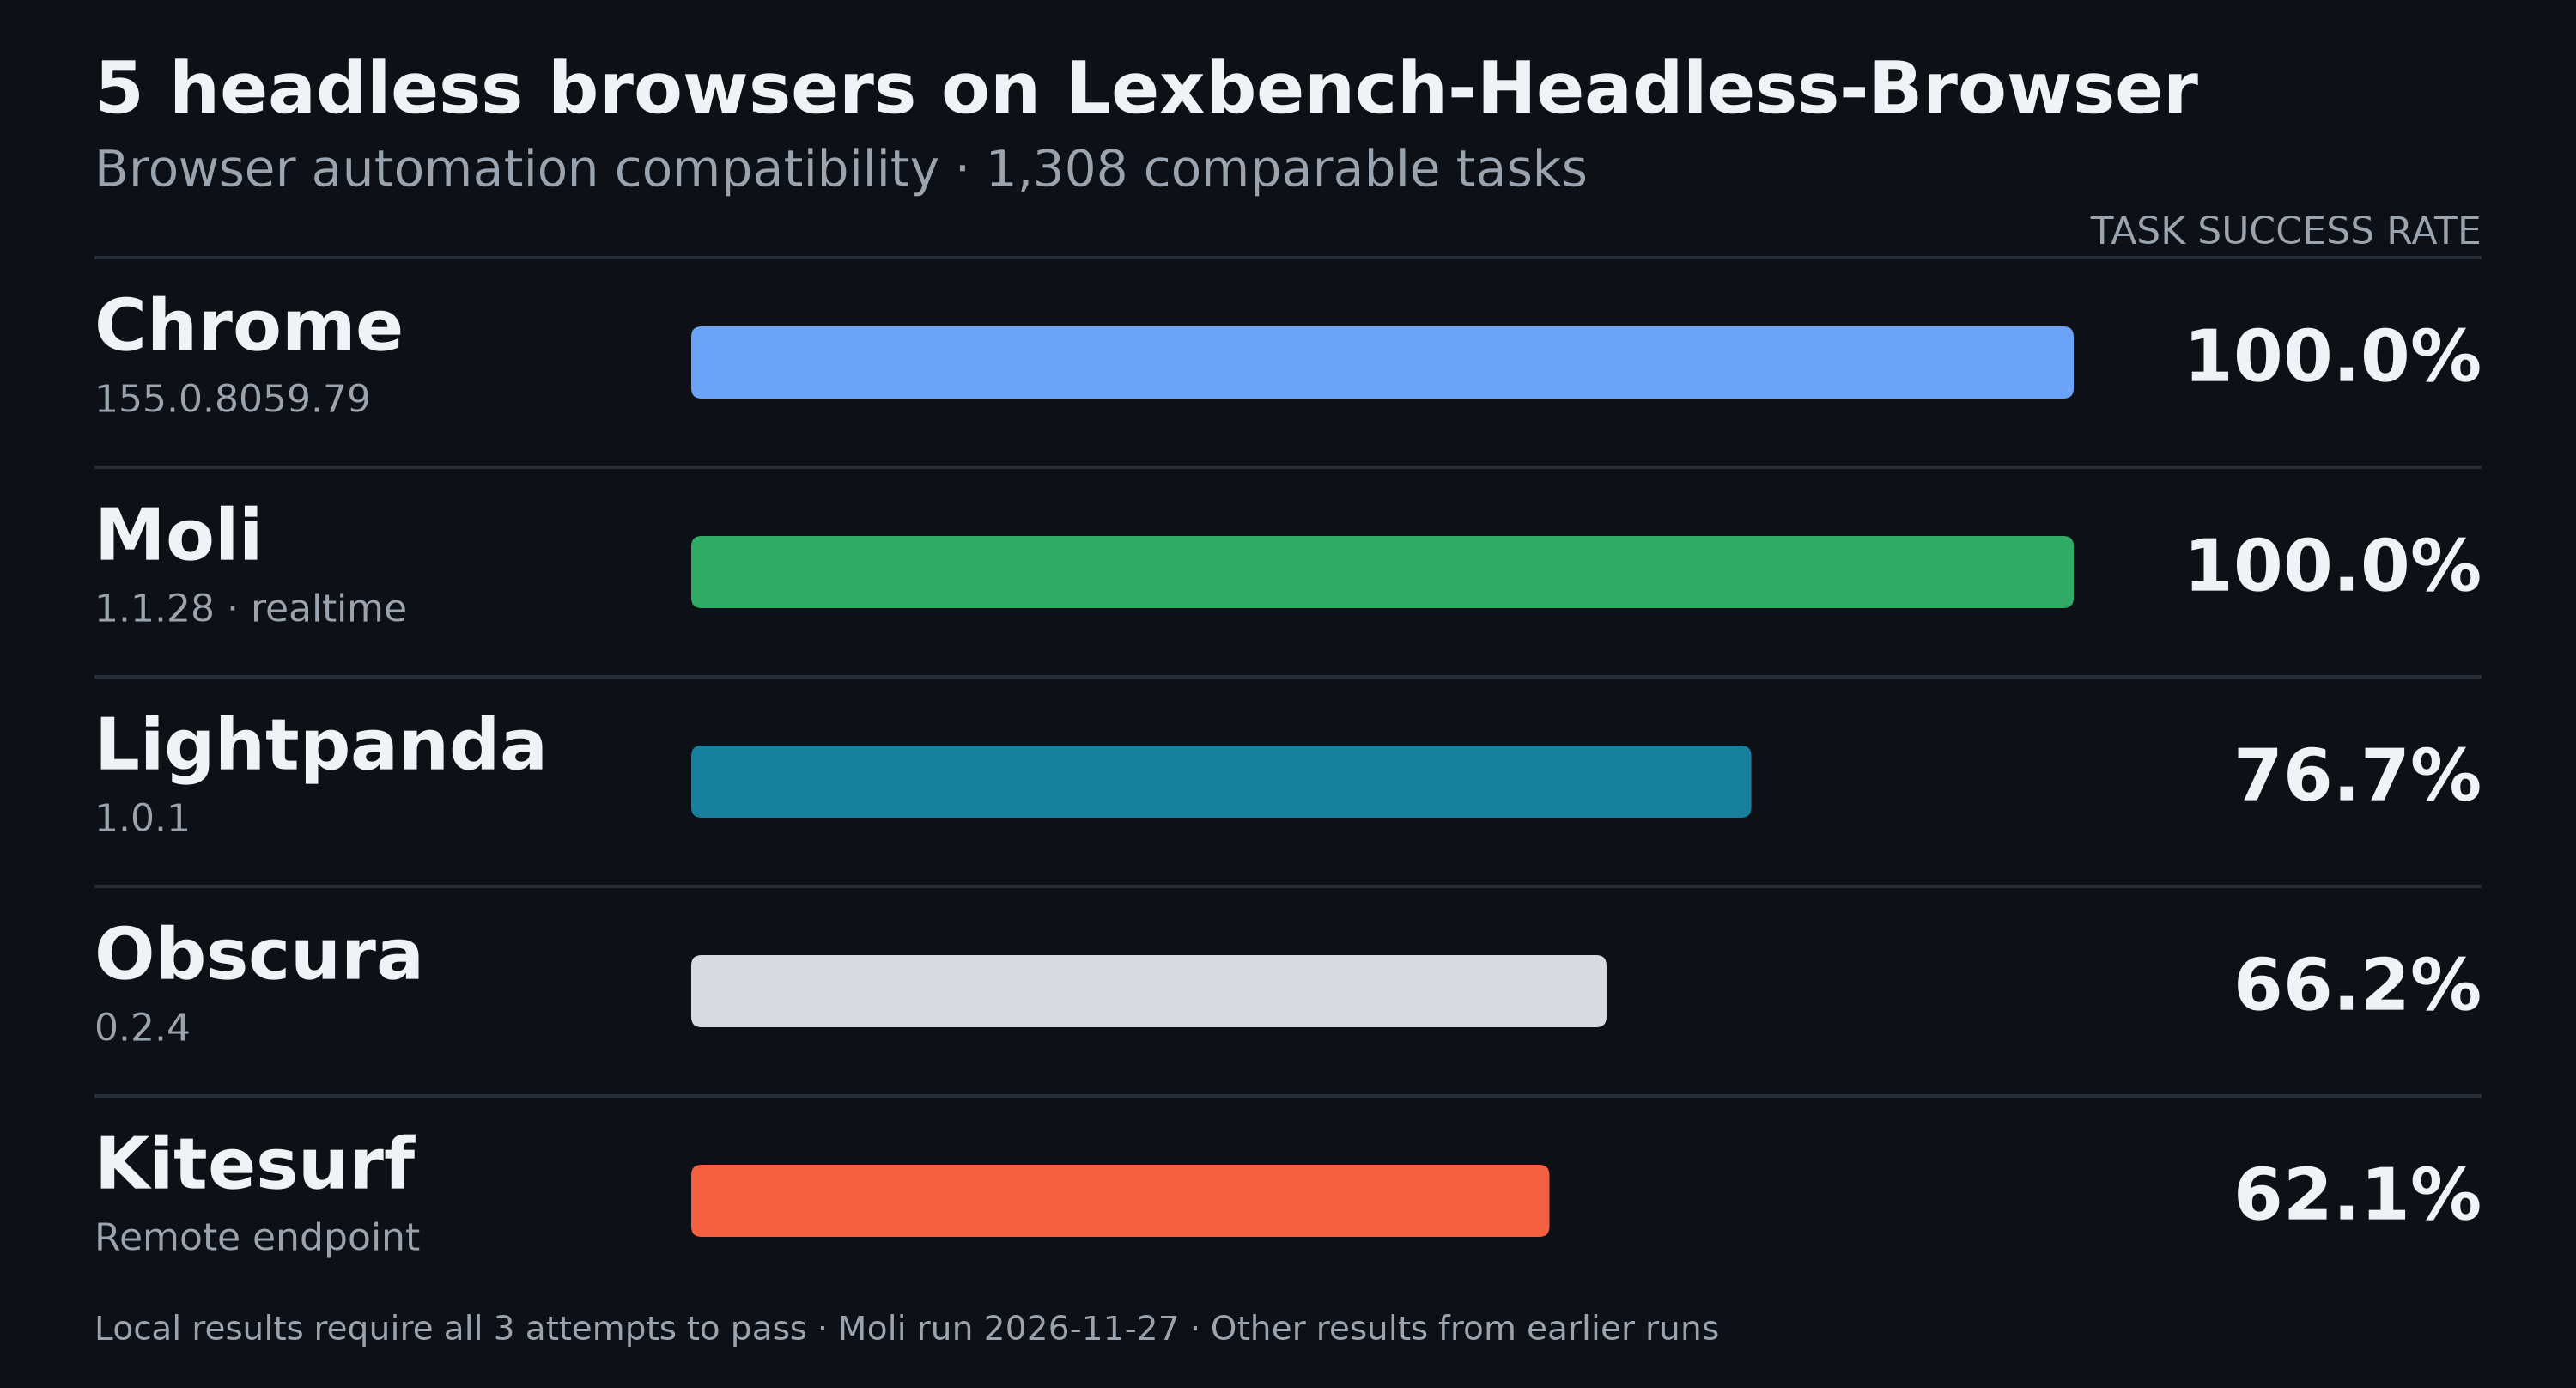 5 headless browsers on Lexbench-Headless-Browser
Browser automation compatibility · 1,308 comparable tasks
TASK SUCCESS RATE
Chrome
155.0.8059.79
100.0%
Moli
1.1.28 · realtime
100.0%
Lightpanda
1.0.1
76.7%
Obscura
0.2.4
66.2%
Kitesurf
Remote endpoint
62.1%
Local results require all 3 attempts to pass · Moli run 2026-11-27 · Other results from earlier runs